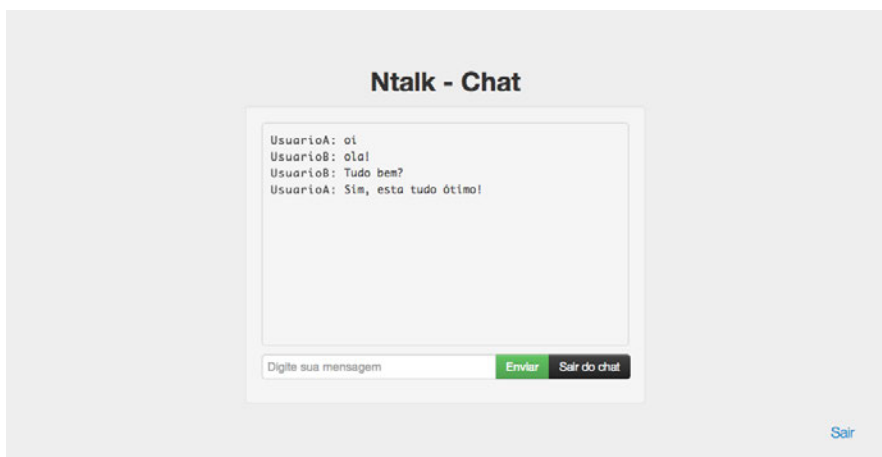 Ntalk - Chat
UsuarioA: oi
UsuarioB: ola!
UsuarioB: Tudo bem?
UsuarioA: Sim, esta tudo ótimo!
Digite sua mensagem Enviar Sair do chat
Sair